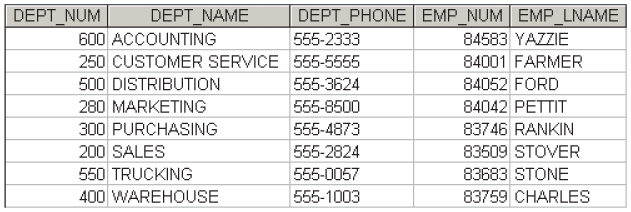 DEPT_NUM DEPT_NAME DEPT_PHONE EMP_NUM EMP_LNAME
600 ACCOUNTING 555-2333 84583 YAZZIE
250 CUSTOMER SERVICE 555-5555 84001 FARMER
500 DISTRIBUTION 555-3624 84052 FORD
280 MARKETING 555-8500 84042 PETTIT
300 PURCHASING 555-4873 83746 RANKIN
200 SALES 555-2824 83509 STOVER
550 TRUCKING 555-0057 83683 STONE
400 WAREHOUSE 555-1003 83759 CHARLES